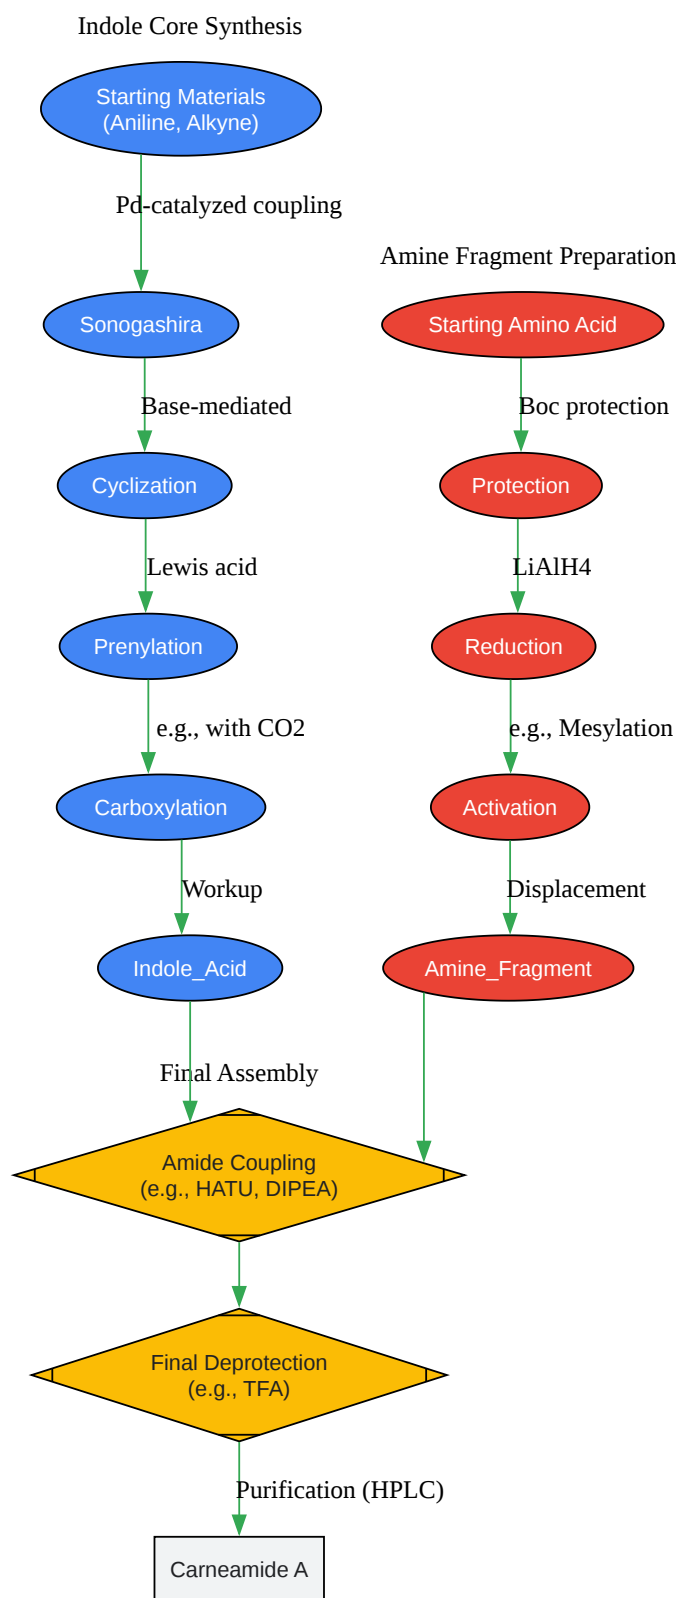 Indole Core Synthesis
Starting Materials
(Aniline, Alkyne)
Pd-catalyzed coupling
Sonogashira
Base-mediated
Cyclization
Lewis acid
Prenylation
e.g., with CO2
Carboxylation
Workup
Indole_Acid
Amine Fragment Preparation
Starting Amino Acid
Boc protection
Protection
LiAlH4
Reduction
e.g., Mesylation
Activation
Displacement
Amine_Fragment
Final Assembly
Amide Coupling
(e.g., HATU, DIPEA)
Final Deprotection
(e.g., TFA)
Purification (HPLC)
Carneamide A